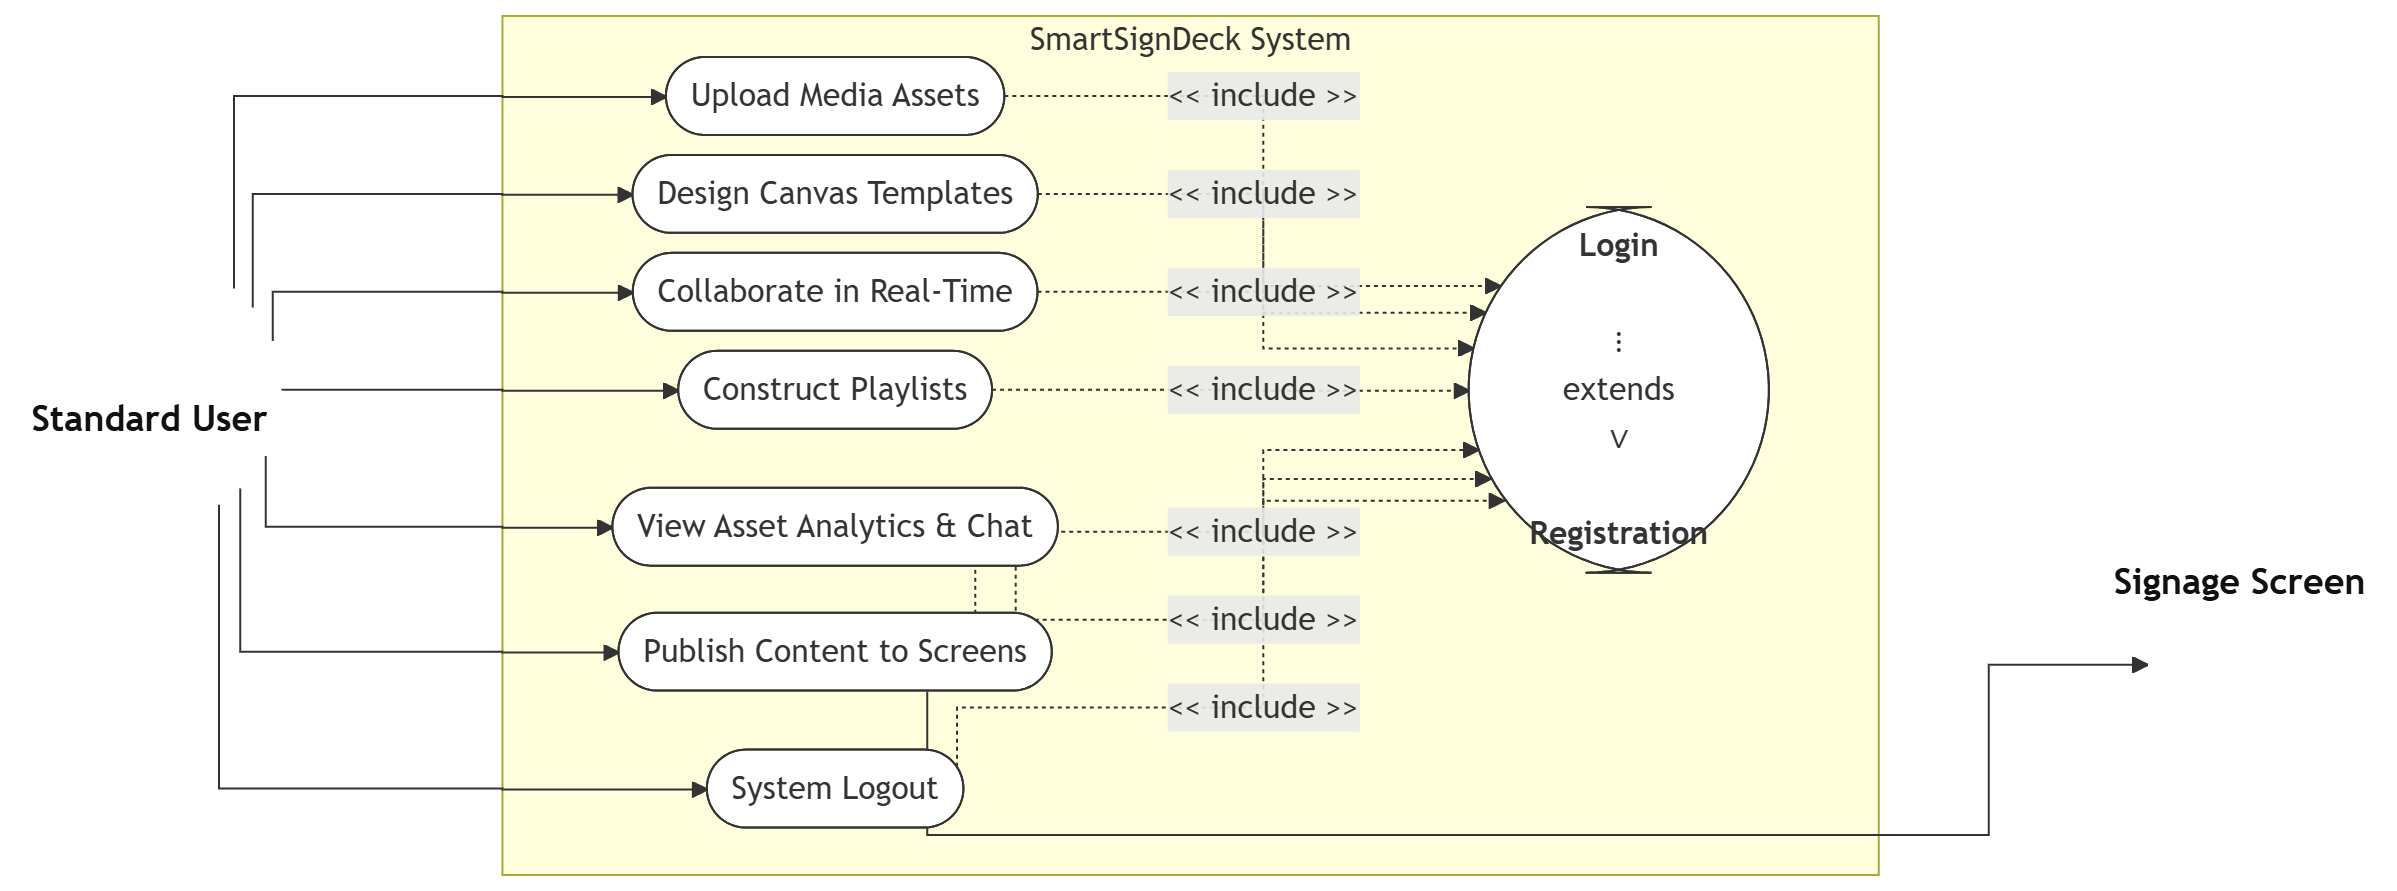 SmartSignDeck System
Upload Media Assets
<< include >>
Design Canvas Templates
<< include >>
Collaborate in Real-Time
<< include >>
Construct Playlists
<< include >>
View Asset Analytics & Chat
<< include >>
Publish Content to Screens
<< include >>
System Logout
<< include >>
Login
⋮
extends
V
Registration
Standard User
Signage Screen